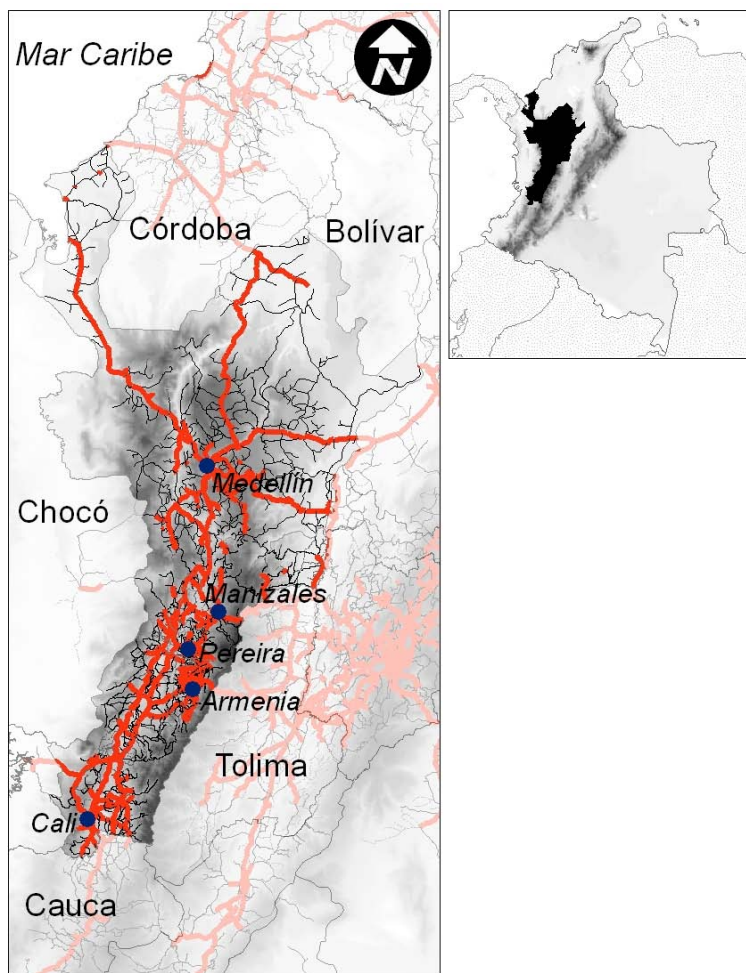 Mar Caribe
N
Córdoba
Bolívar
Medellín
Chocó
Manizales
Pereira
Armenia
Tolima
Cali
Cauca